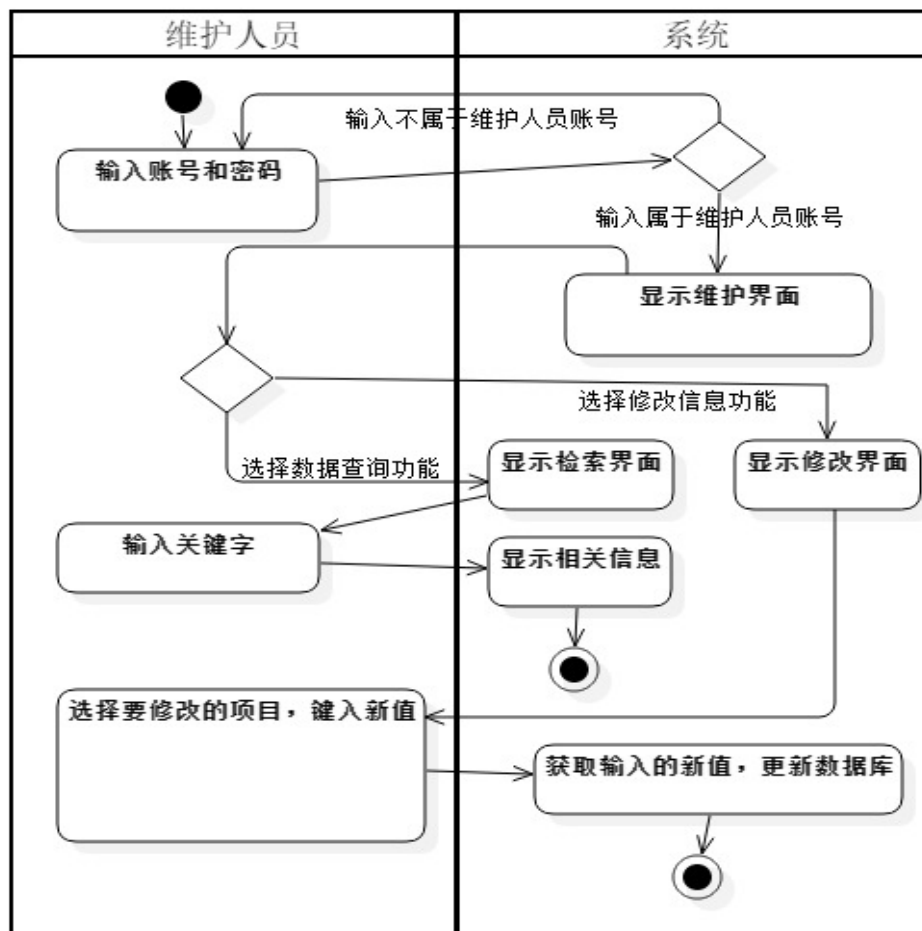 维护人员
系统
输入不属于维护人员账号
输入账号和密码
输入属于维护人员账号
显示维护界面
选择修改信息功能
选择数据查询功能
显示检索界面
显示修改界面
输入关键字
显示相关信息
选择要修改的项目，键入新值
获取输入的新值，更新数据库